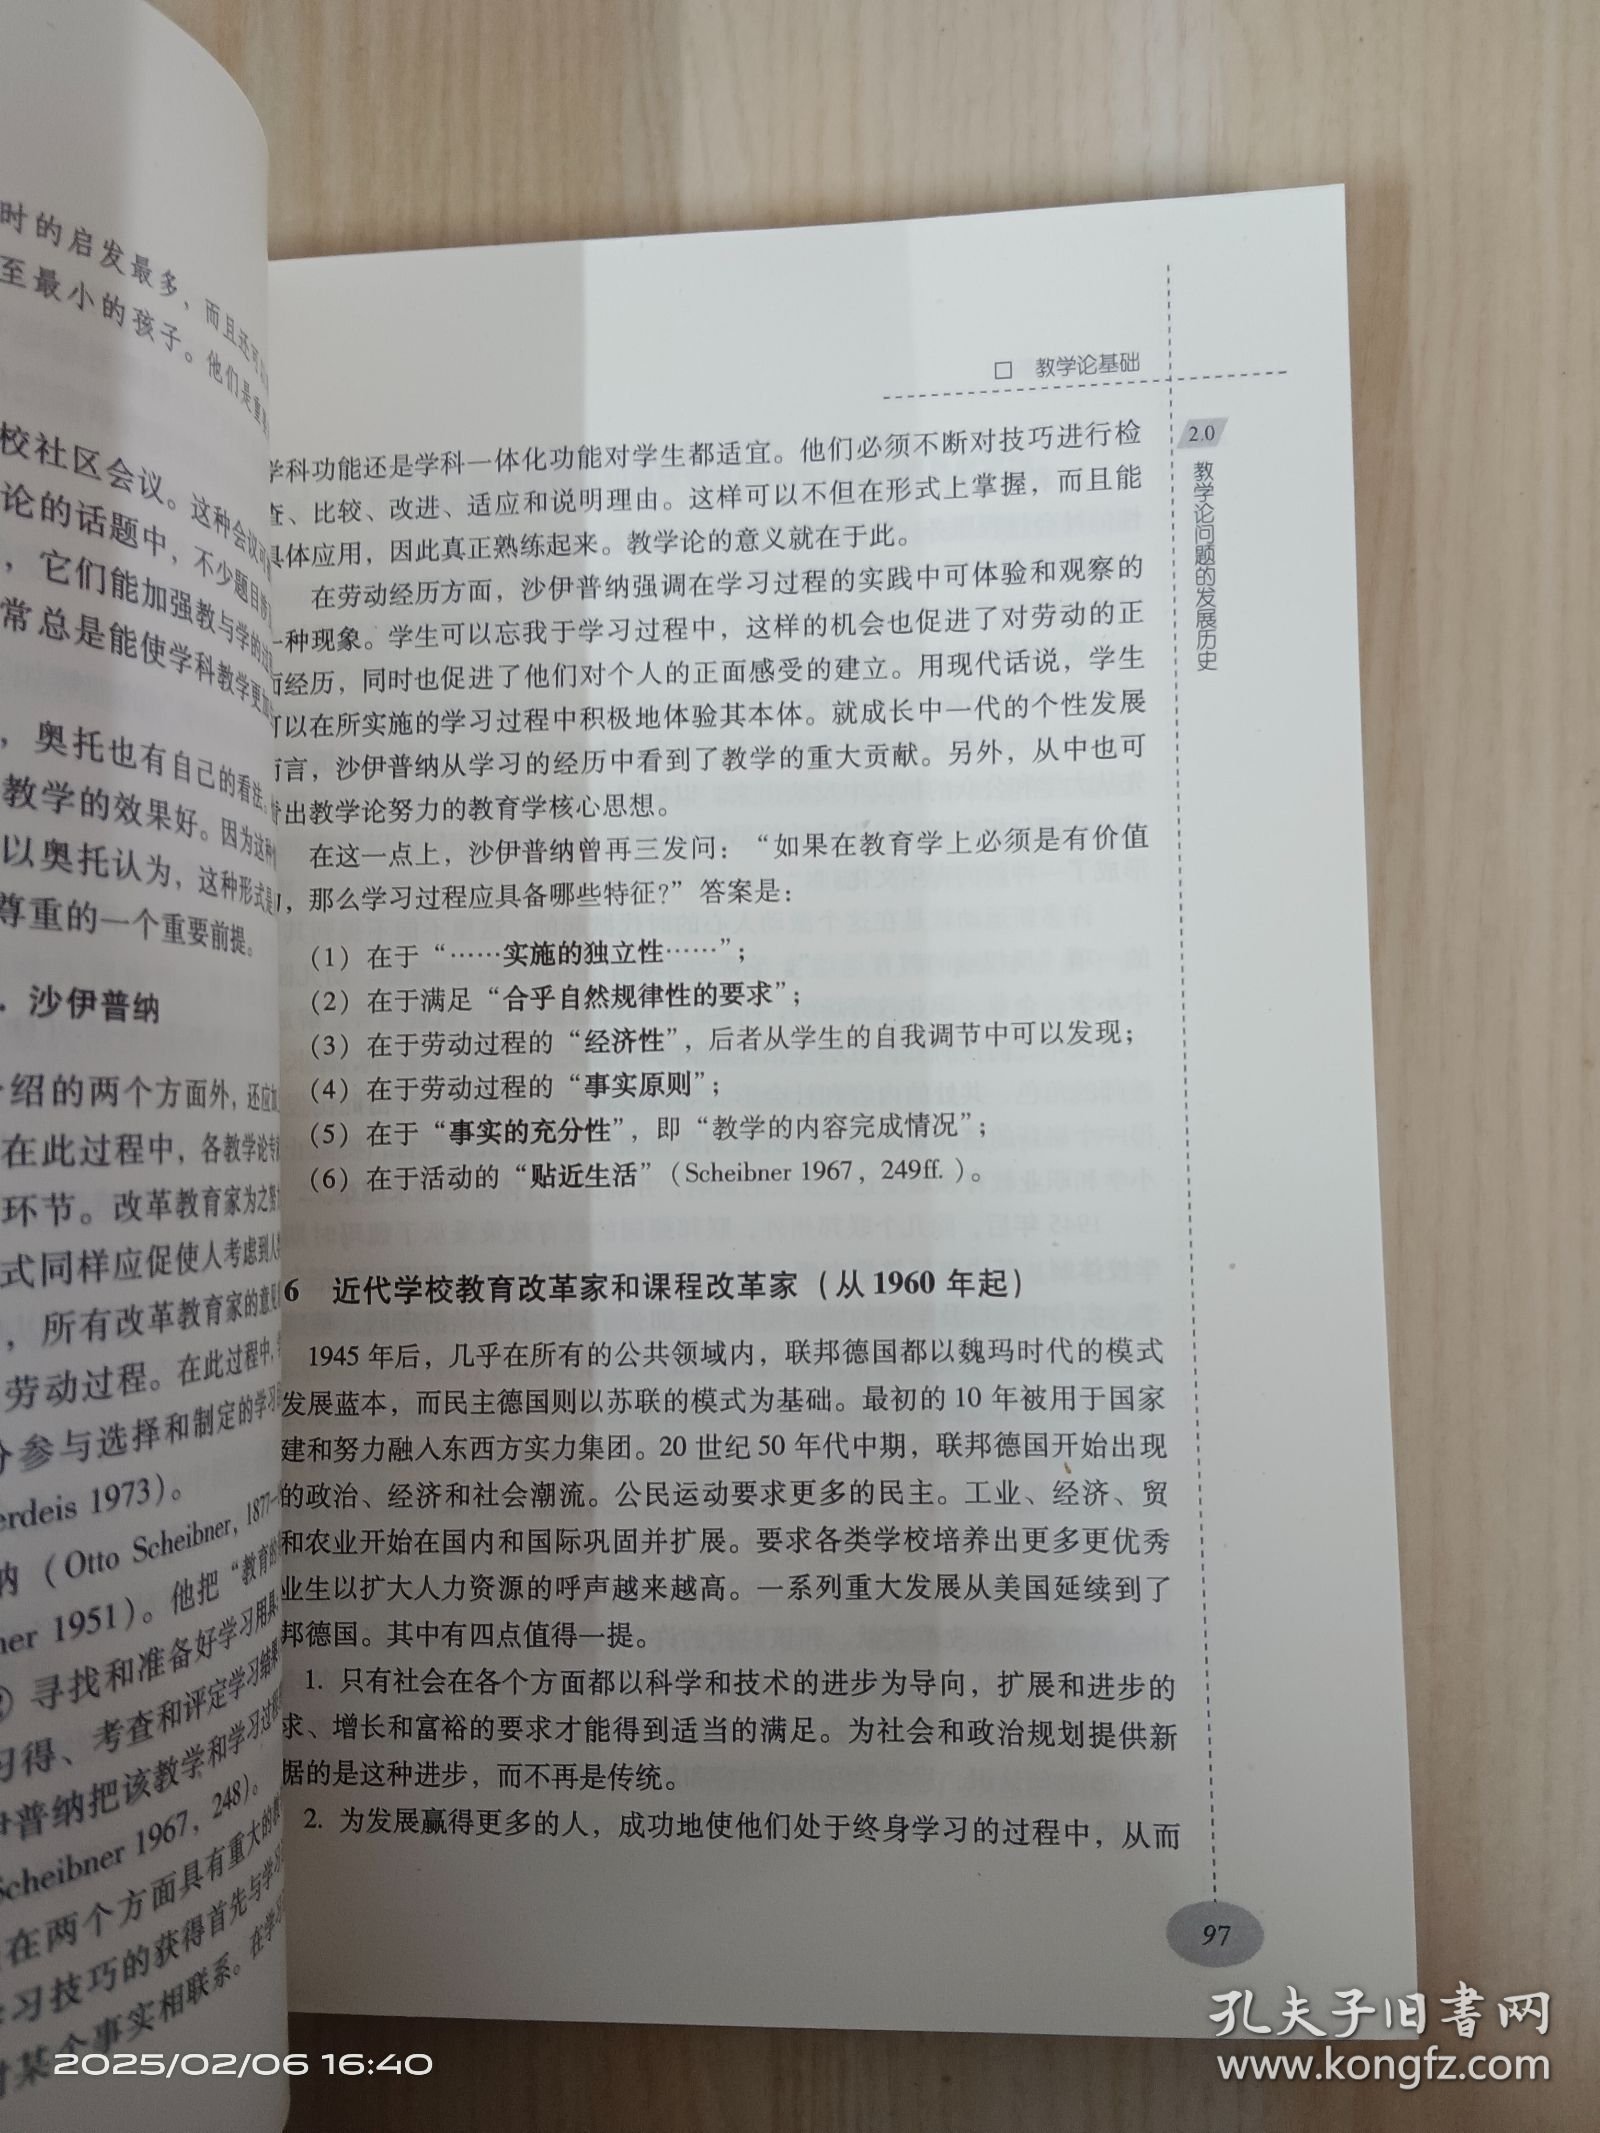 时的启发最多，而且还可
至最小的孩子。他们是重
校社区会议。这种会议可
论的话题中，不少题目
，它们能加强教与学的
常总是能使学科教学更
，奥托也有自己的看法。
教学的效果好。因为这种
以奥托认为，这种形式是
尊重的一个重要前提。
．沙伊普纳
绍的两个方面外，还应
在此过程中，各教学论专
环节。改革教育家为之努
式同样应促使人考虑到人
，所有改革教育家的意见
劳动过程。在此过程中，
分参与选择和制定的学习
erdeis 1973）。
纳（Otto Scheibner, 1877—
ner 1951）。他把“教育的
寻找和准备好学习用具
习得、考查和评定学习结果
伊普纳把该教学和学习过程
Scheibner 1967, 248）。
在两个方面具有重大的
学习技巧的获得首先与学习
对某个事实相联系。在学习
□ 教学论基础
2.0
教学论问题的发展历史
学科功能还是学科一体化功能对学生都适宜。他们必须不断对技巧进行检
查、比较、改进、适应和说明理由。这样可以不但在形式上掌握，而且能
具体应用，因此真正熟练起来。教学论的意义就在于此。
在劳动经历方面，沙伊普纳强调在学习过程的实践中可体验和观察的
一种现象。学生可以忘我于学习过程中，这样的机会也促进了对劳动的正
面经历，同时也促进了他们对个人的正面感受的建立。用现代话说，学生
可以在所实施的学习过程中积极地体验其本体。就成长中一代的个性发展
而言，沙伊普纳从学习的经历中看到了教学的重大贡献。另外，从中也可
看出教学论努力的教育学核心思想。
在这一点上，沙伊普纳曾再三发问：“如果在教育学上必须是有价值
的，那么学习过程应具备哪些特征?”答案是：
（1）在于“……实施的独立性……”；
（2）在于满足“合乎自然规律性的要求”；
（3）在于劳动过程的“经济性”，后者从学生的自我调节中可以发现；
（4）在于劳动过程的“事实原则”；
（5）在于“事实的充分性”，即“教学的内容完成情况”；
（6）在于活动的“贴近生活”（Scheibner 1967，249ff.）。
6 近代学校教育改革家和课程改革家（从 1960 年起）
1945 年后，几乎在所有的公共领域内，联邦德国都以魏玛时代的模式
发展蓝本，而民主德国则以苏联的模式为基础。最初的 10 年被用于国家
建和努力融入东西方实力集团。20 世纪 50 年代中期，联邦德国开始出现
的政治、经济和社会潮流。公民运动要求更多的民主。工业、经济、贸
和农业开始在国内和国际巩固并扩展。要求各类学校培养出更多更优秀
业生以扩大人力资源的呼声越来越高。一系列重大发展从美国延续到了
邦德国。其中有四点值得一提。
1. 只有社会在各个方面都以科学和技术的进步为导向，扩展和进步的
求、增长和富裕的要求才能得到适当的满足。为社会和政治规划提供新
据的是这种进步，而不再是传统。
2. 为发展赢得更多的人，成功地使他们处于终身学习的过程中，从而
97
孔夫子旧书网
www.kongfz.com
2025/02/06 16:40